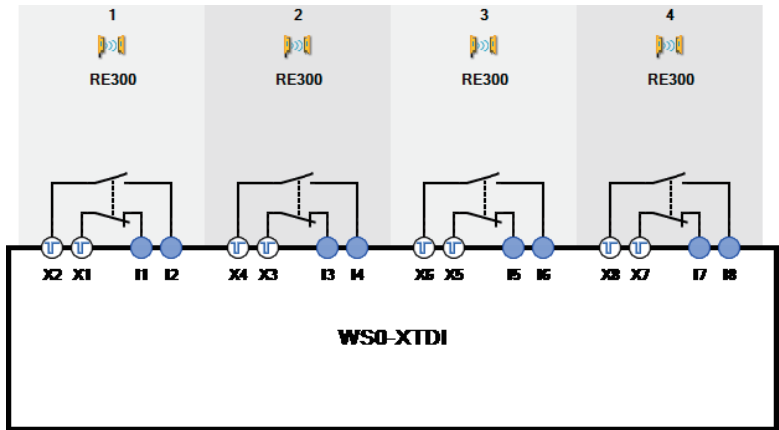 1 2 3 4
RE300 RE300 RE300 RE300
X2 X1 I1 I2 X4 X3 I3 I4 X6 X5 I5 I6 X8 X7 I7 I8
WS0-XTDI